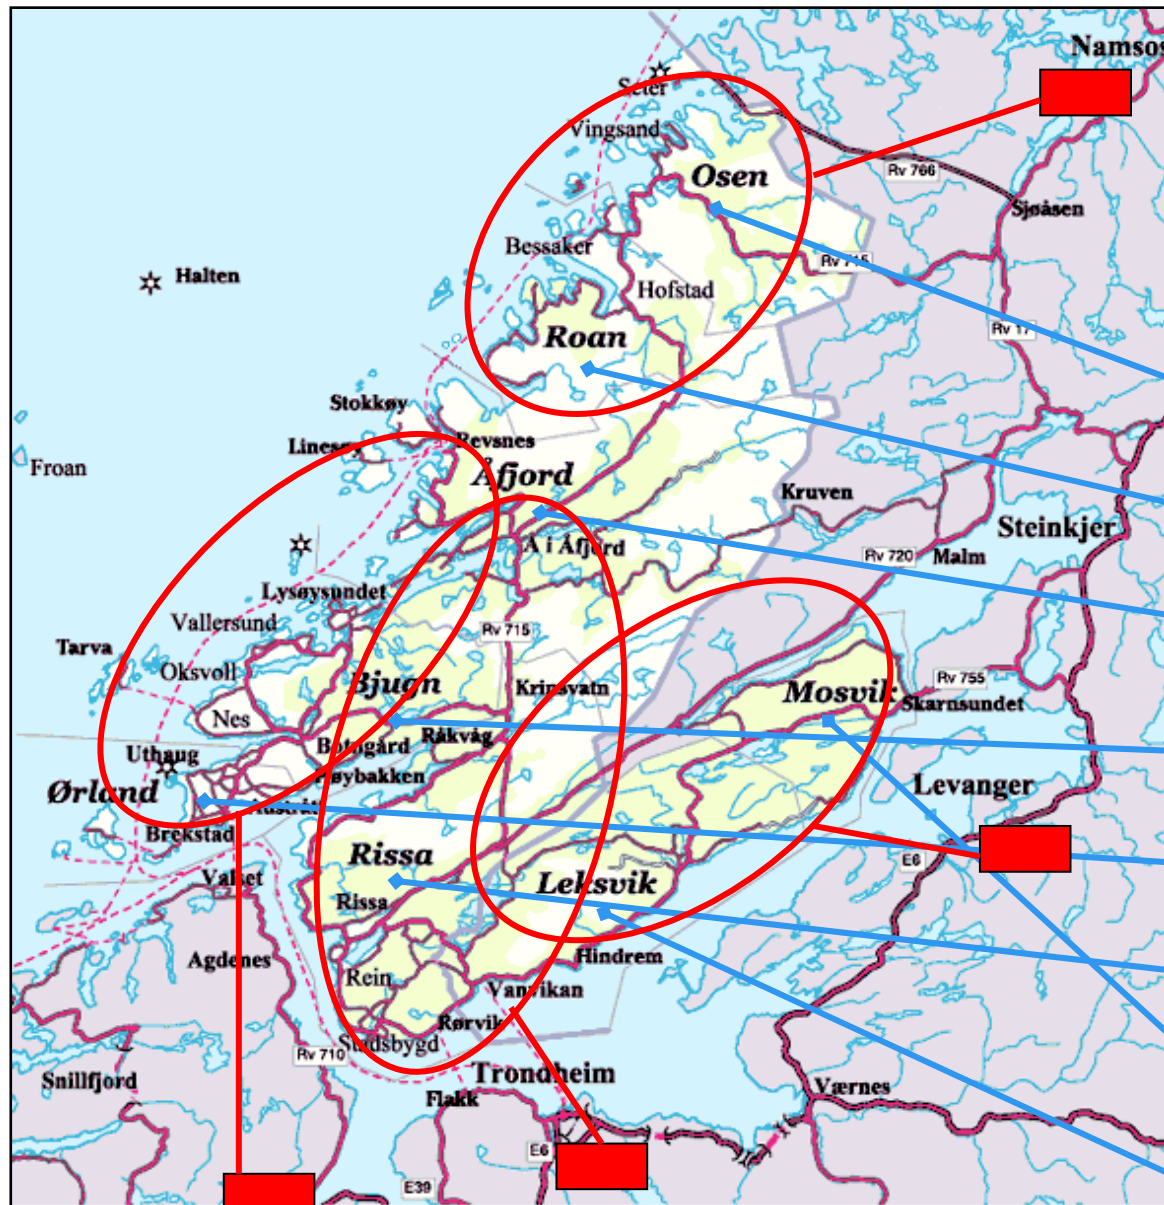 Namsos
Seter
Vingsand
Osen
Rv 766
Sjøåsen
Bessaker
Rv 715
Halten
Hofstad
Rv 17
Roan
Stokkøy
Linesøy
Revsnes
Froan
Åfjord
Kruven
Steinkjer
Å i Åfjord
Rv 720
Malm
Lysøysundet
Vallersund
Rv 715
Tarva
Oksvoll
Bjugn
Krinsvatn
Mosvik
Rv 755
Skarnsundet
Nes
Botngård
Råkvåg
Uthaug
Høybakken
Levanger
Ørland
Austrått
Brekstad
E6
Rissa
Leksvik
Valset
Rissa
Agdenes
Hindrem
Rein
Vanvikan
Rørvik
Stadsbygd
Rv 710
Trondheim
Snillfjord
Flakk
Værnes
E6
E39